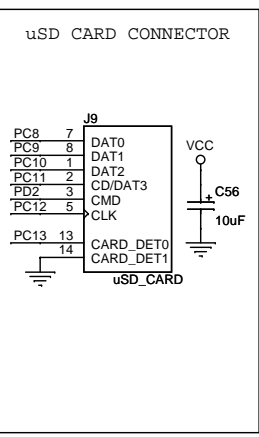 uSD CARD CONNECTOR
J9
PC8 7 DAT0
PC9 8 DAT1
PC10 1 DAT2
PC11 2 CD/DAT3
PD2 3 CMD
PC12 5 CLK
PC13 13 CARD_DET0
14 CARD_DET1
uSD_CARD
VCC
+ C56
10uF